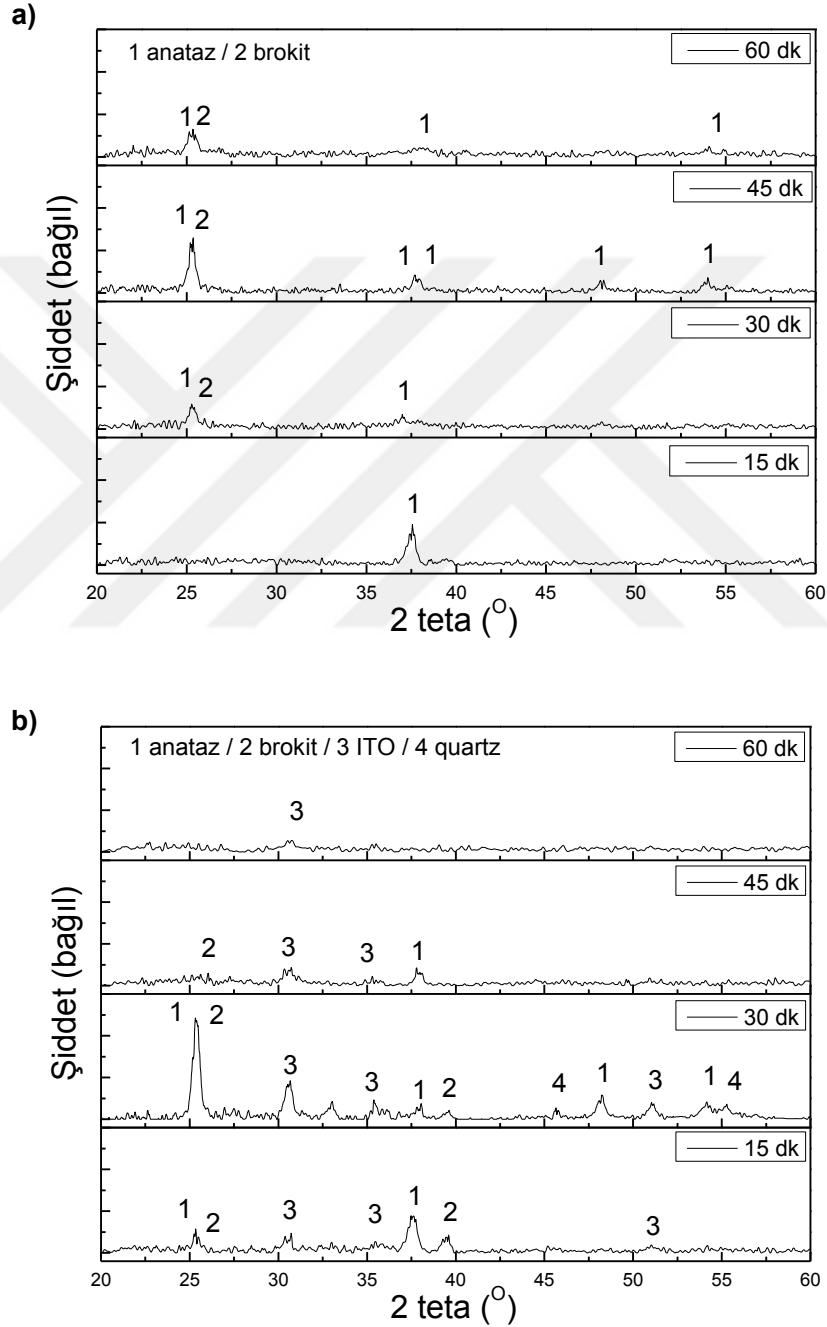 a)
1 anataz / 2 brokit
60 dk
1 2
1
1
45 dk
1 2
1 1
1
1
30 dk
1 2
1
15 dk
1
Şiddet (bağıl)
20 25 30 35 40 45 50 55 60
2 teta (O)
b)
1 anataz / 2 brokit / 3 ITO / 4 quartz
60 dk
3
45 dk
2 3 3 1
30 dk
1 2
3 3 1 2 4 1 3 1 4
15 dk
1 2 3 3 1 2 3
Şiddet (bağıl)
20 25 30 35 40 45 50 55 60
2 teta (O)